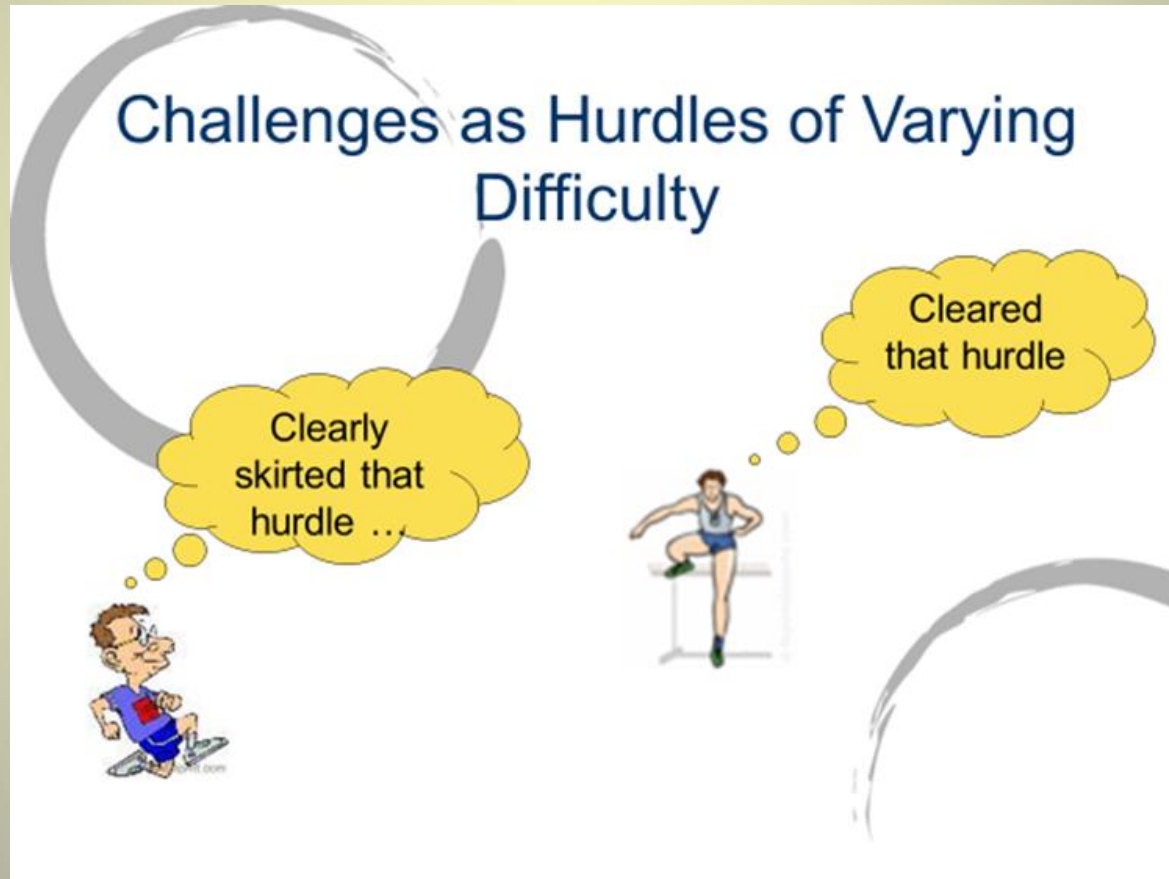 Challenges as Hurdles of Varying
Difficulty
Cleared
that hurdle
Clearly
skirted that
hurdle …